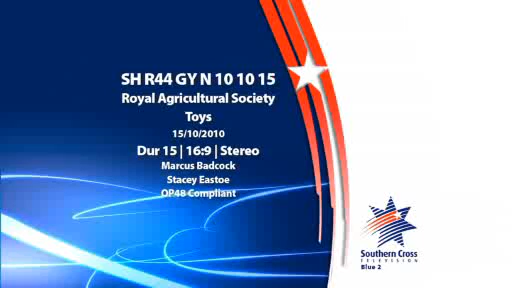 SH R44 GY N 10 10 15
Royal Agricultural Society
Toys
15/10/2010
Dur 15 | 16:9 | Stereo
Marcus Badcock
Stacey Eastoe
OP48 Compliant
Southern Cross
TELEVISION
Blue 2